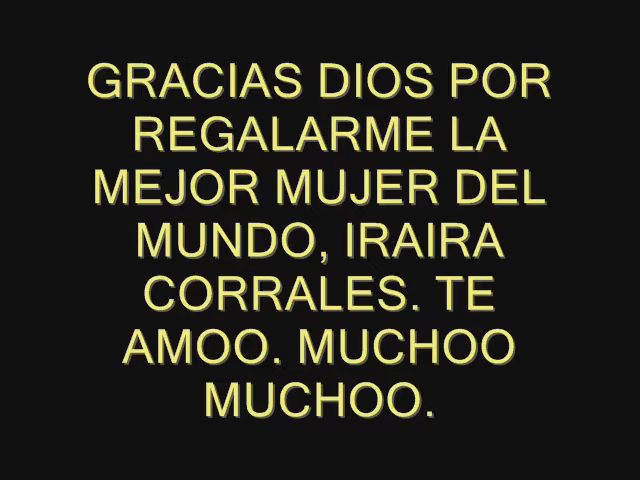 GRACIAS DIOS POR
REGALARME LA
MEJOR MUJER DEL
MUNDO, IRAIRA
CORRALES. TE
AMOO. MUCHOO
MUCHOO.